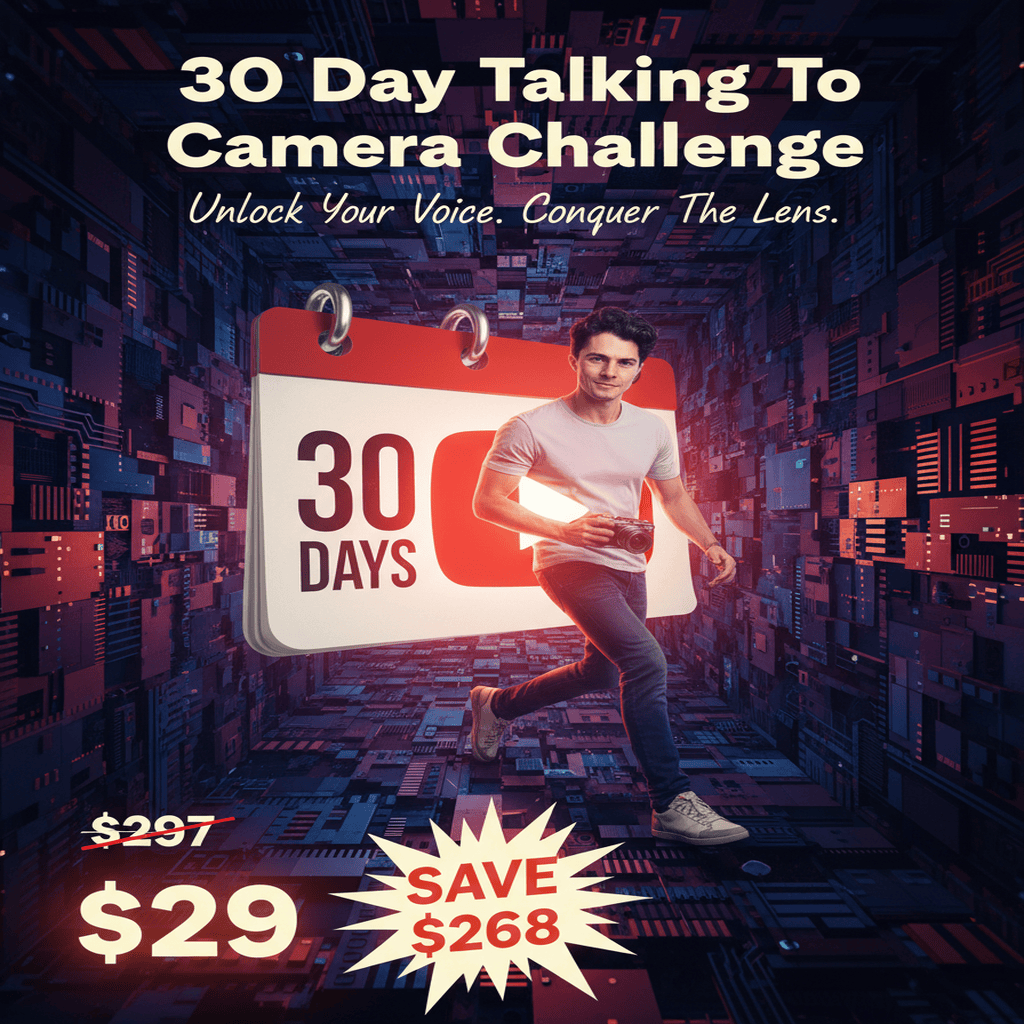 30 Day Talking To
Camera Challenge
Unlock Your Voice. Conquer The Lens.
30
DAYS
$297
$29
SAVE
$268